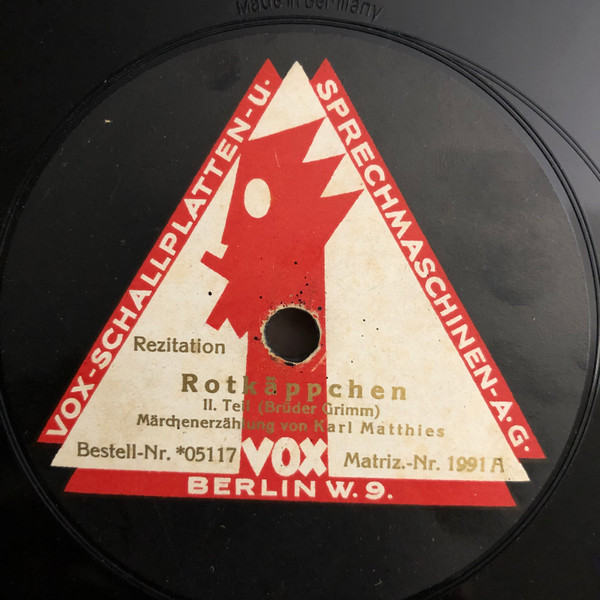 Made in Germany
VOX-SCHALLPLATTEN-U.
SPRECHMASCHINEN-A.G.
Rezitation
Rotkäppchen
II. Teil (Brüder Grimm)
Märchenerzählung von Karl Matthies
Bestell-Nr. *05117
VOX
Matriz.-Nr. 1991 A
BERLIN W. 9.